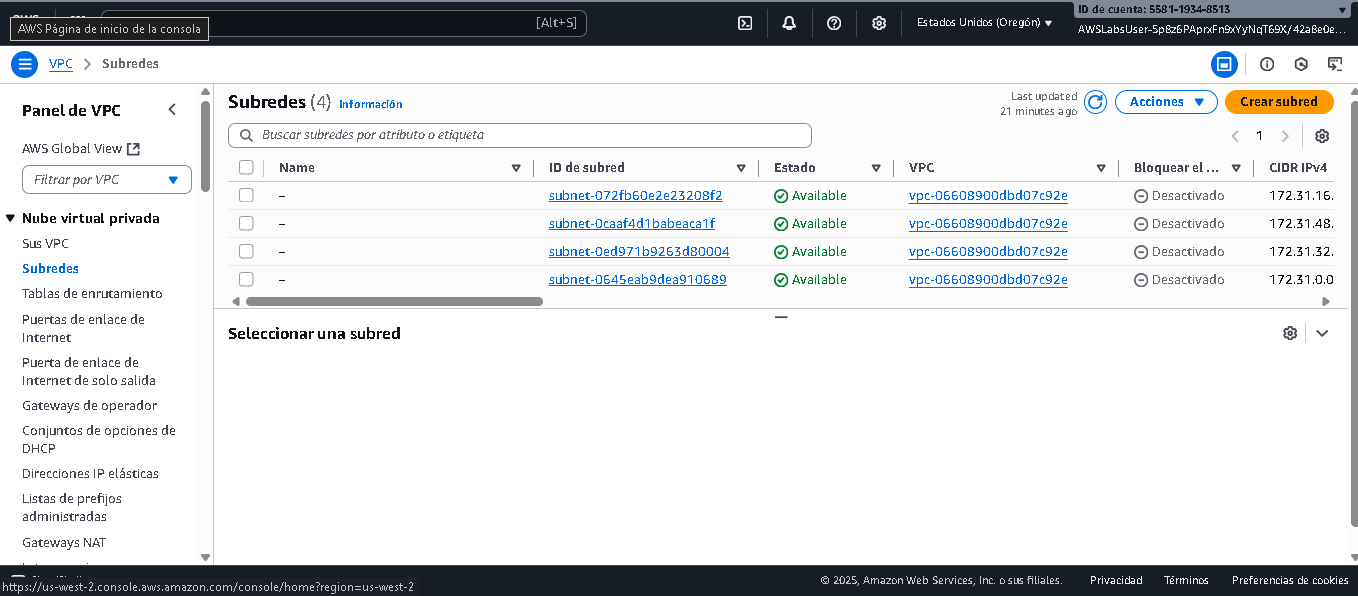 AWS Página de inicio de la consola
[Alt+S]
Estados Unidos (Oregón)
ID de cuenta: 5581-1934-8513
AWSLabsUser-5p8z6PAprxFn9xYyNqT69X/42a8e0e...
VPC > Subredes
Panel de VPC
AWS Global View
Filtrar por VPC
Nube virtual privada
Sus VPC
Subredes
Tablas de enrutamiento
Puertas de enlace de
Internet
Puerta de enlace de
Internet de solo salida
Gateways de operador
Conjuntos de opciones de
DHCP
Direcciones IP elásticas
Listas de prefijos
administradas
Gateways NAT
Subredes (4) Información
Last updated
21 minutes ago
Acciones
Crear subred
Buscar subredes por atributo o etiqueta
1
Name ID de subred Estado VPC Bloquear el ... CIDR IPv4
– subnet-072fb60e2e23208f2 Available vpc-06608900dbd07c92e Desactivado 172.31.16.
– subnet-0caaf4d1babeaca1f Available vpc-06608900dbd07c92e Desactivado 172.31.48.
– subnet-0ed971b9263d80004 Available vpc-06608900dbd07c92e Desactivado 172.31.32.
– subnet-0645eab9dea910689 Available vpc-06608900dbd07c92e Desactivado 172.31.0.0
Seleccionar una subred
https://us-west-2.console.aws.amazon.com/console/home?region=us-west-2
© 2025, Amazon Web Services, Inc. o sus filiales. Privacidad Términos Preferencias de cookies